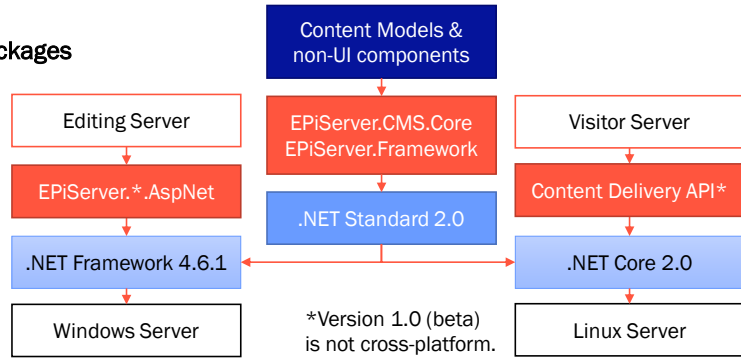 Content Models &
non-UI components
ckages
Editing Server
EPiServer.CMS.Core
EPiServer.Framework
Visitor Server
EPiServer.*.AspNet
.NET Standard 2.0
Content Delivery API*
.NET Framework 4.6.1
.NET Core 2.0
Windows Server
*Version 1.0 (beta)
is not cross-platform.
Linux Server